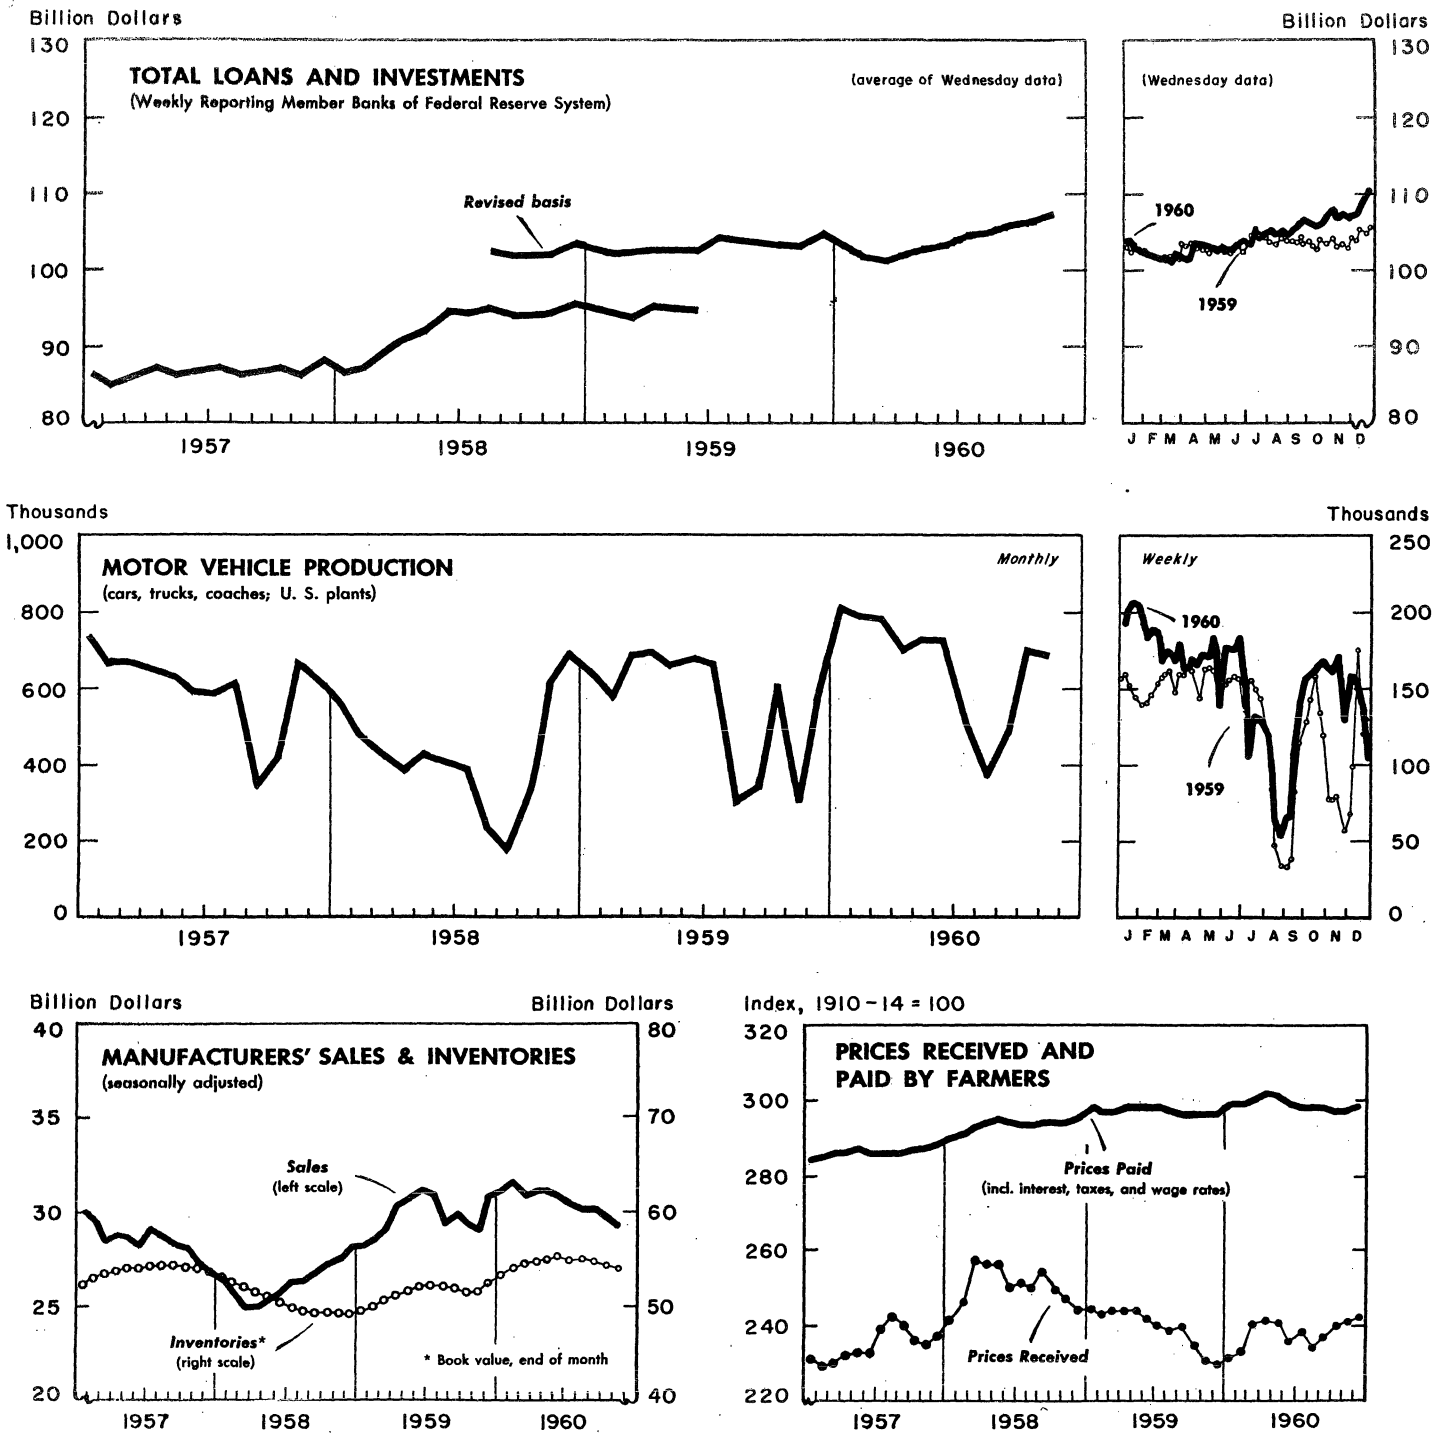 Billion Dollars
Billion Dollars
130
120
110
100
90
80
TOTAL LOANS AND INVESTMENTS
(Weekly Reporting Member Banks of Federal Reserve System)
(average of Wednesday data)
Revised basis
1957
1958
1959
1960
(Wednesday data)
1960
1959
130
120
110
100
90
80
J F M A M J J A S O N D
Thousands
Thousands
1,000
800
600
400
200
0
MOTOR VEHICLE PRODUCTION
(cars, trucks, coaches; U. S. plants)
Monthly
1957
1958
1959
1960
Weekly
1960
1959
250
200
150
100
50
0
J F M A M J J A S O N D
Billion Dollars
Billion Dollars
40
35
30
25
20
MANUFACTURERS' SALES & INVENTORIES
(seasonally adjusted)
Sales
(left scale)
Inventories*
(right scale)
* Book value, end of month
80
70
60
50
40
1957
1958
1959
1960
Index, 1910-14 = 100
320
300
280
260
240
220
PRICES RECEIVED AND
PAID BY FARMERS
Prices Paid
(incl. interest, taxes, and wage rates)
Prices Received
1957
1958
1959
1960